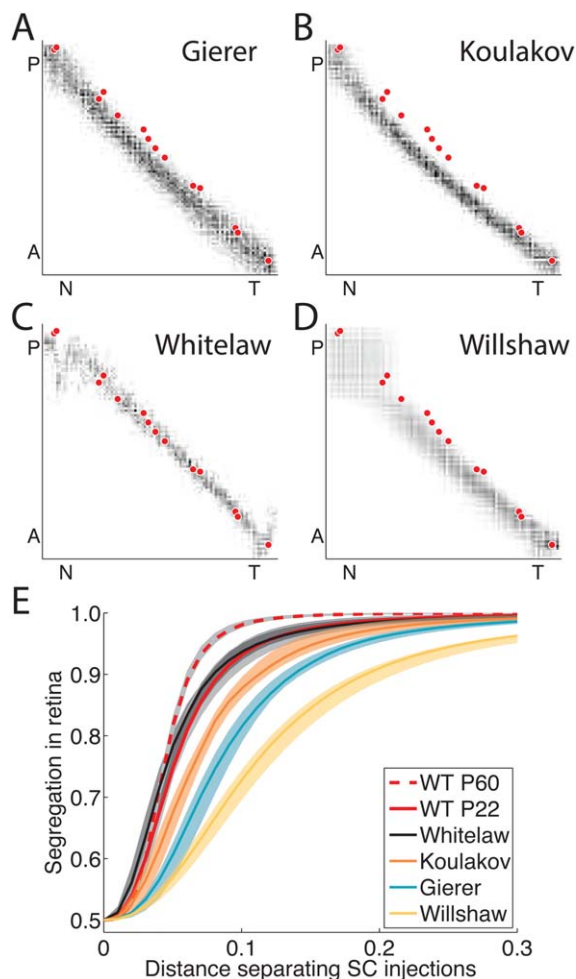 A
Gierer
P
A
N
T
B
Koulakov
P
A
N
T
C
Whitelaw
P
A
N
T
D
Willshaw
P
A
N
T
E
Segregation in retina
1.0
0.9
0.8
0.7
0.6
0.5
0
0.1
0.2
0.3
Distance separating SC injections
WT P60
WT P22
Whitelaw
Koulakov
Gierer
Willshaw